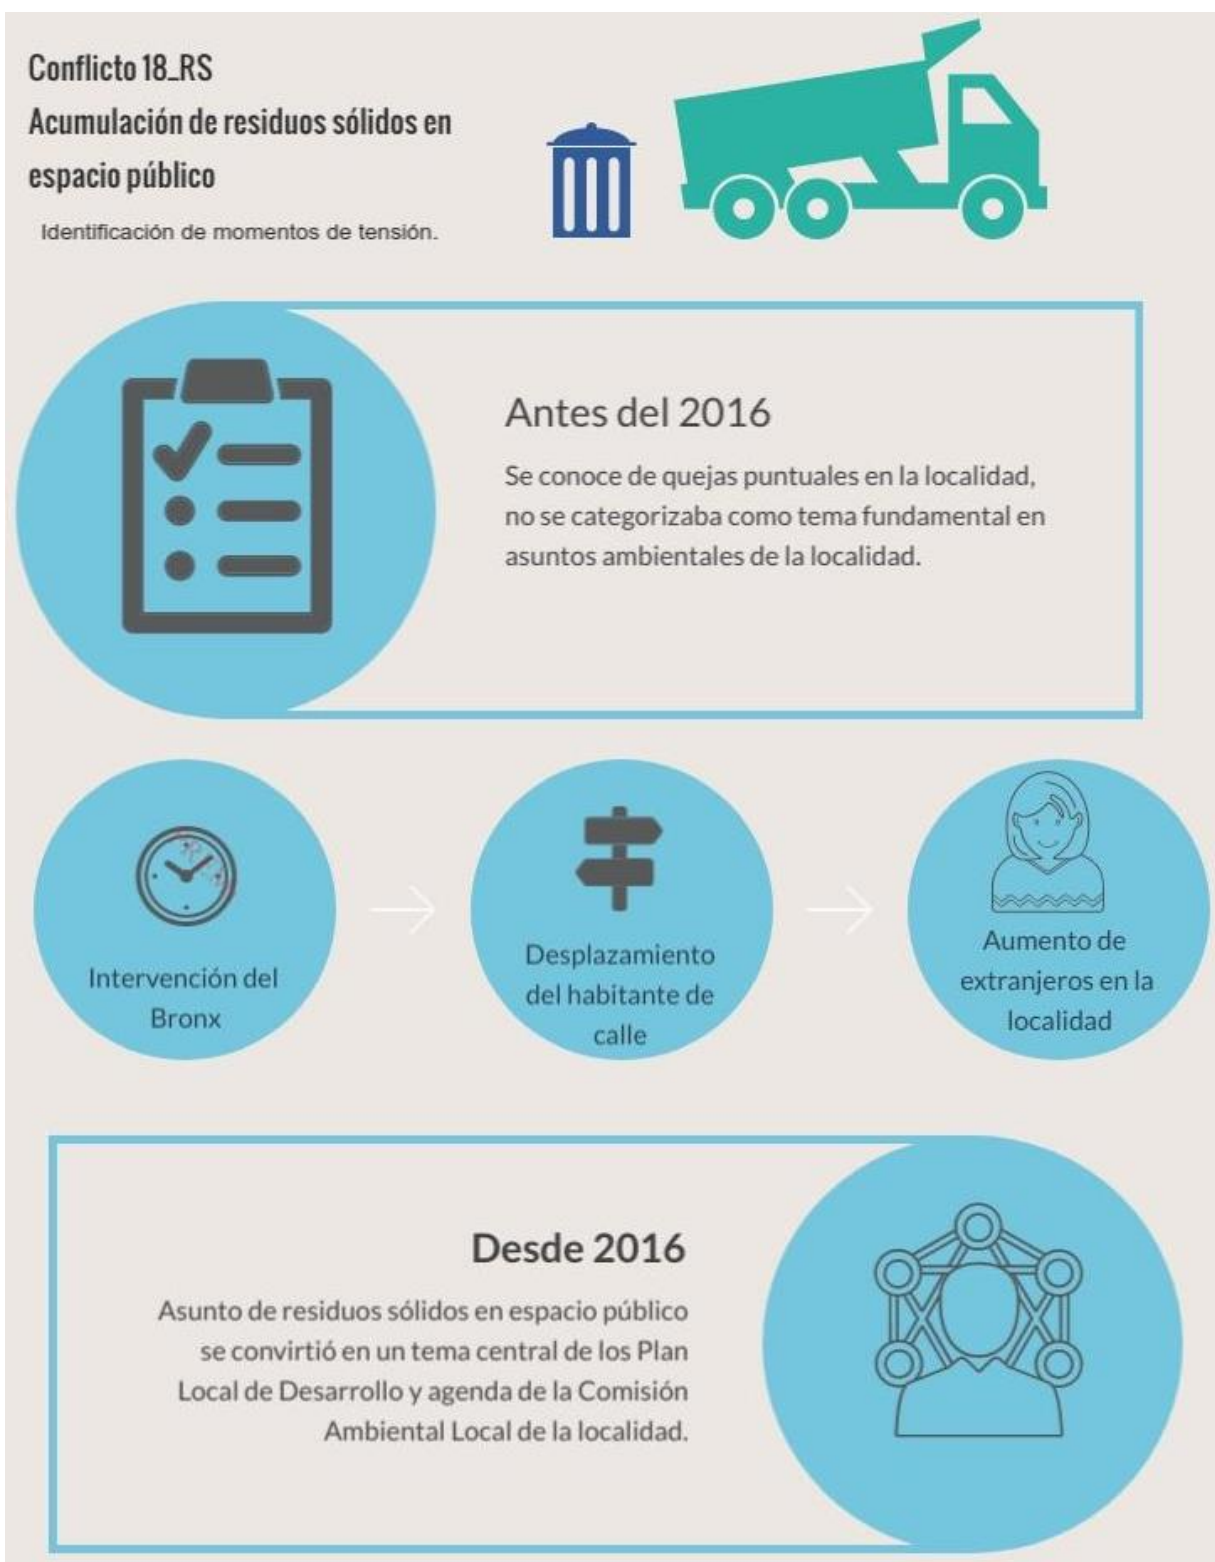 Conflicto 18_RS
Acumulación de residuos sólidos en
espacio público
Identificación de momentos de tensión.
Antes del 2016
Se conoce de quejas puntuales en la localidad,
no se categorizaba como tema fundamental en
asuntos ambientales de la localidad.
Intervención del
Bronx
Desplazamiento
del habitante de
calle
Aumento de
extranjeros en la
localidad
Desde 2016
Asunto de residuos sólidos en espacio público
se convirtió en un tema central de los Plan
Local de Desarrollo y agenda de la Comisión
Ambiental Local de la localidad.